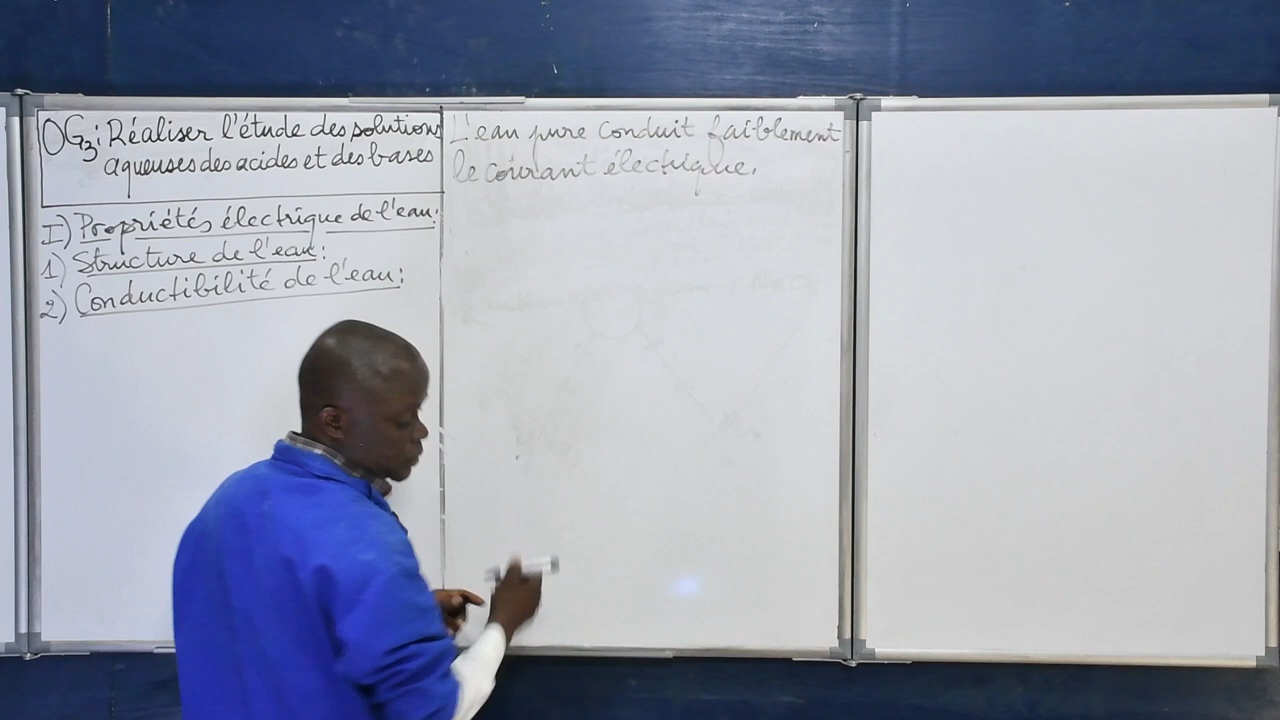 OG3: Réaliser l'étude des solutions
aqueuses des acides et des bases
I) Propriétés électrique de l'eau:
1) Structure de l'eau:
2) Conductibilité de l'eau:
L'eau pure conduit faiblement
le courant électrique.